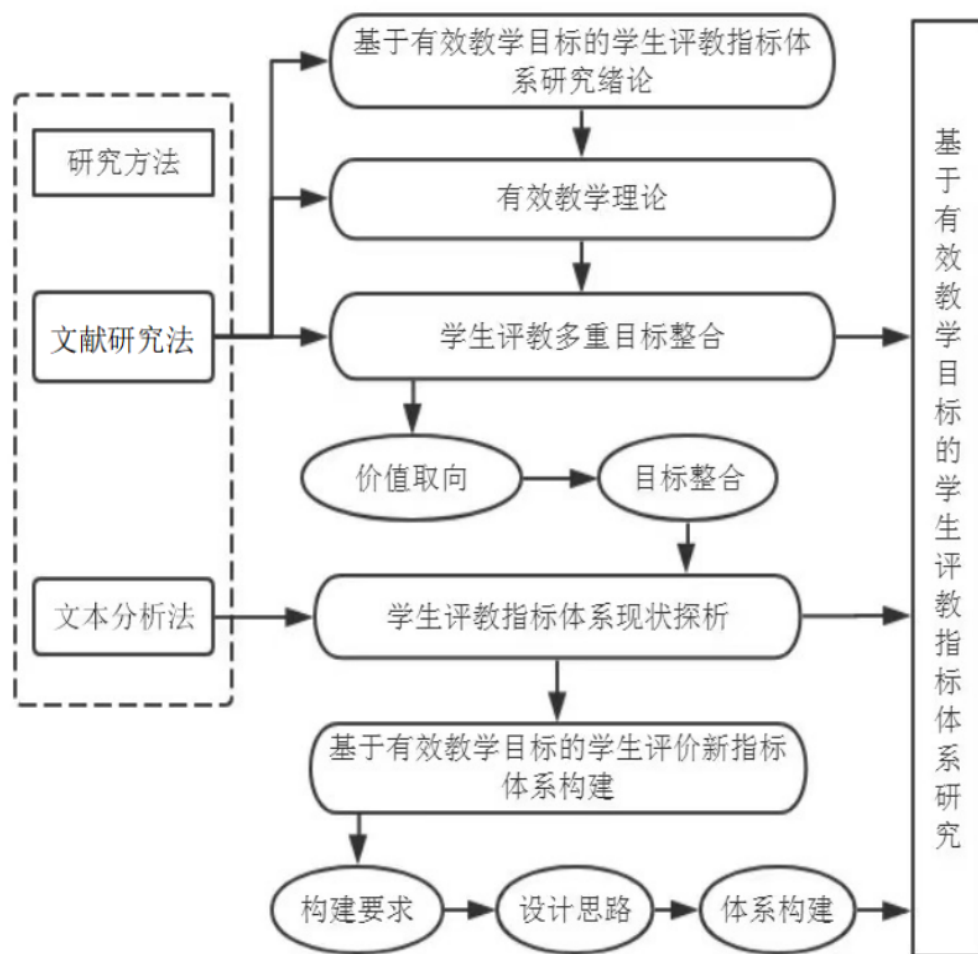 基于有效教学目标的学生评教指标体
系研究绪论
研究方法
有效教学理论
文献研究法
学生评教多重目标整合
价值取向
目标整合
文本分析法
学生评教指标体系现状探析
基于有效教学目标的学生评价新指标
体系构建
构建要求
设计思路
体系构建
基于有效教学目标的学生评教指标体系研究